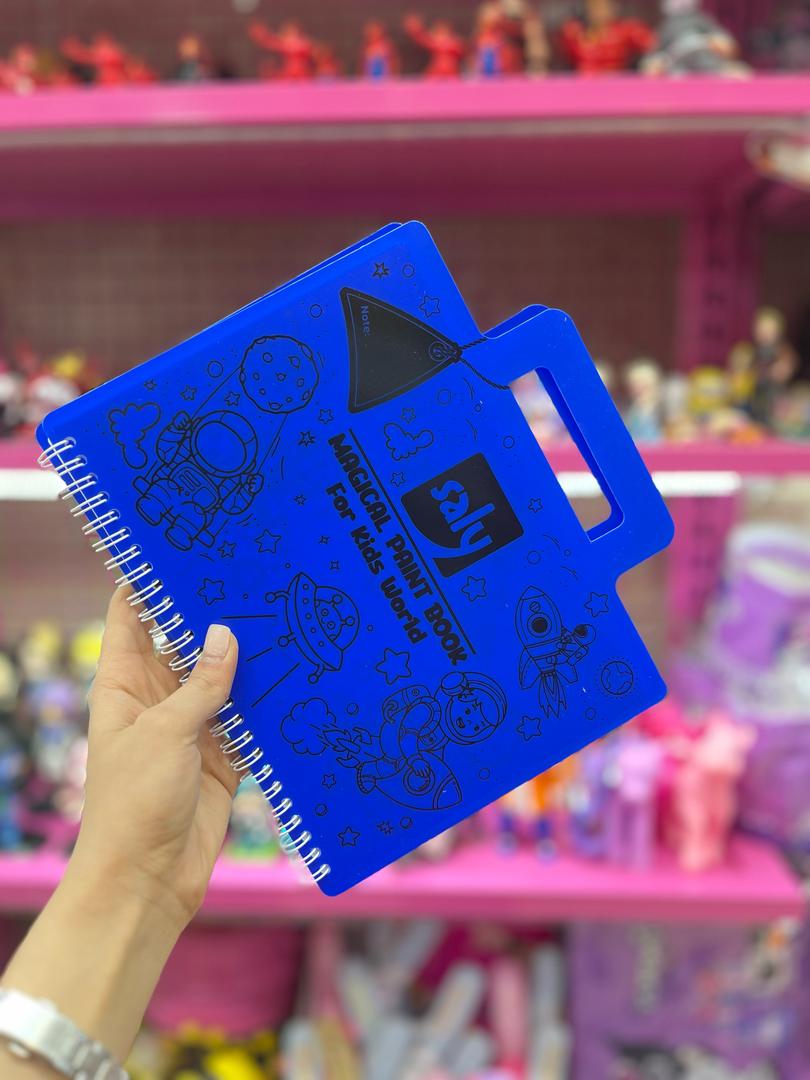 Note:
saly
MAGICAL PAINT BOOK
For Kids World